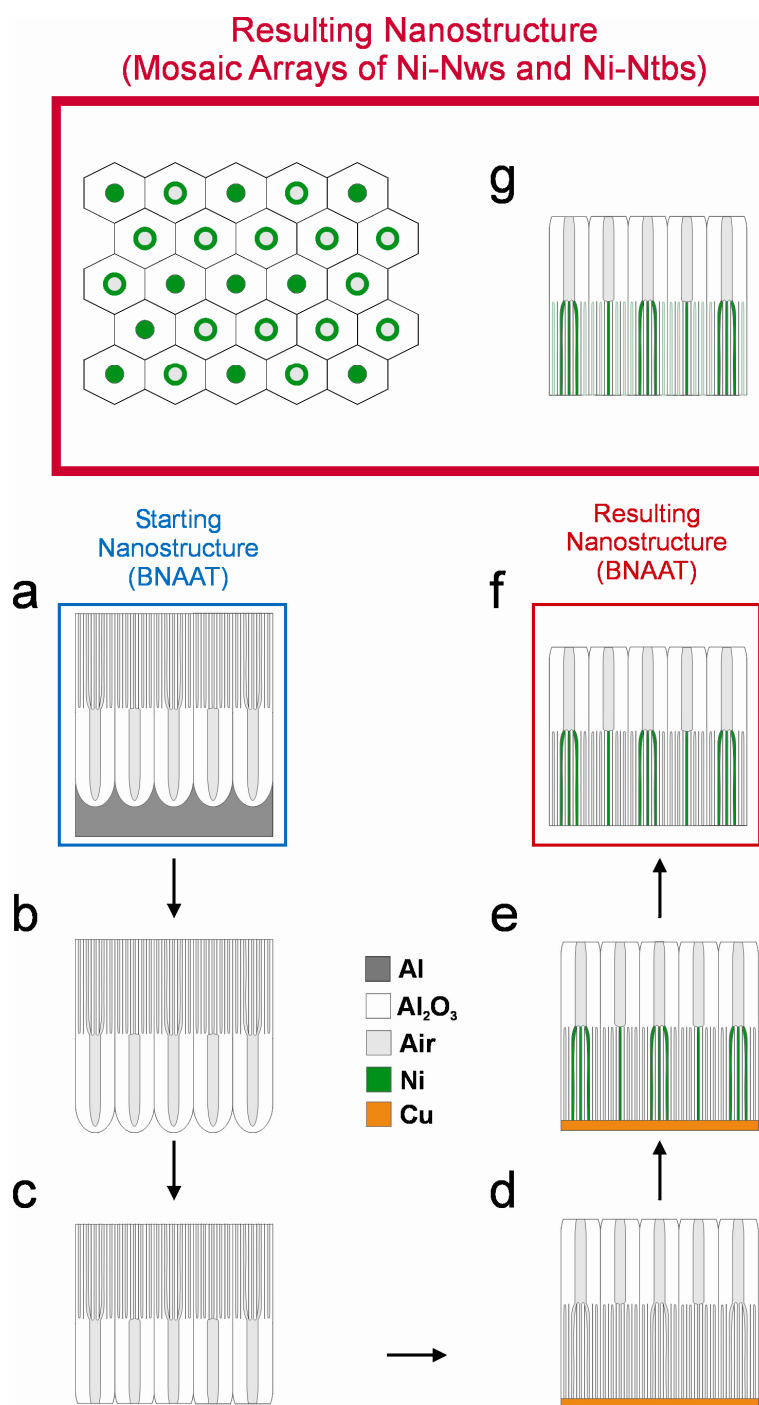 Resulting Nanostructure
(Mosaic Arrays of Ni-Nws and Ni-Ntbs)
g
Starting
Nanostructure
(BNAAT)
Resulting
Nanostructure
(BNAAT)
a
f
b
e
Al
Al₂O₃
Air
Ni
Cu
c
d